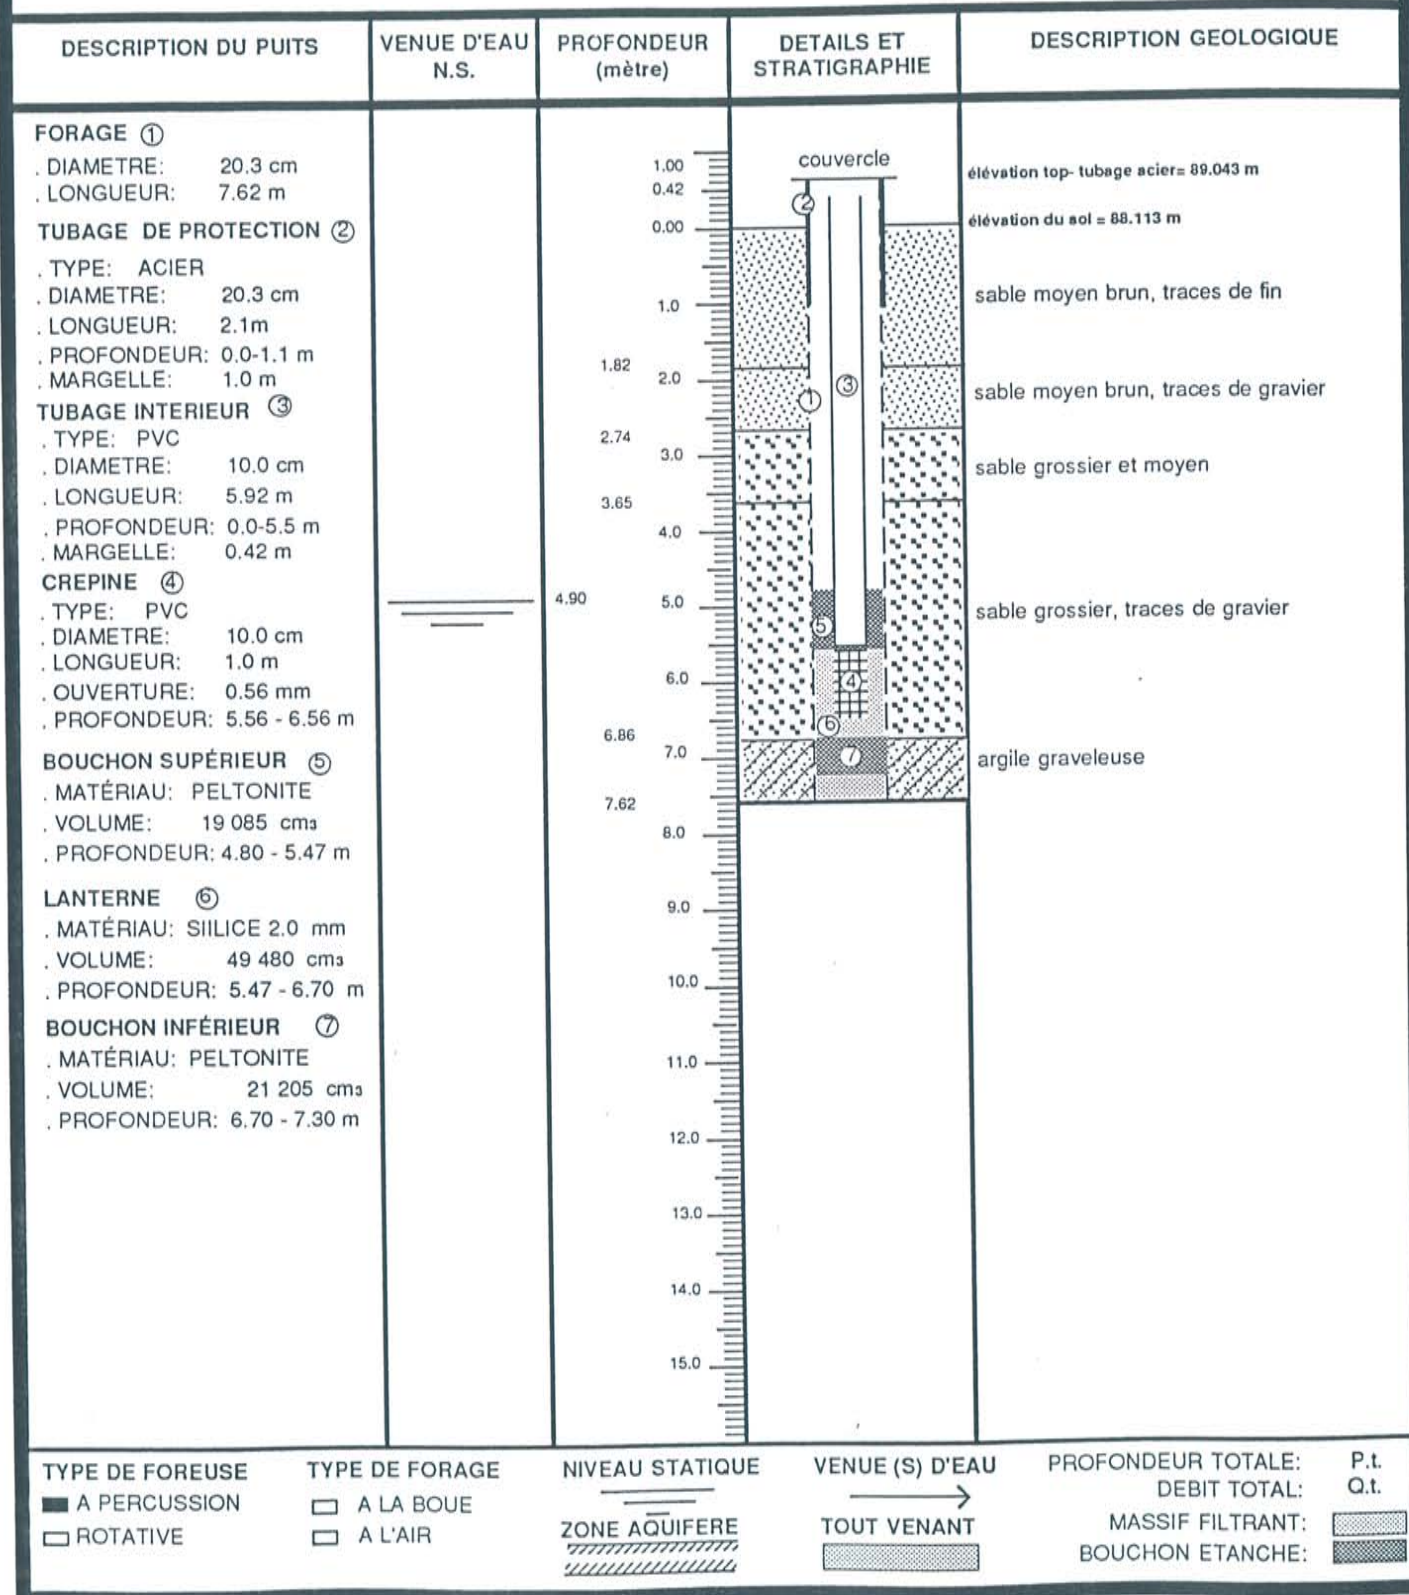 DESCRIPTION DU PUITS
VENUE D'EAU
N.S.
PROFONDEUR
(mètre)
DETAILS ET
STRATIGRAPHIE
DESCRIPTION GEOLOGIQUE
FORAGE ①
. DIAMETRE: 20.3 cm
. LONGUEUR: 7.62 m
TUBAGE DE PROTECTION ②
. TYPE: ACIER
. DIAMETRE: 20.3 cm
. LONGUEUR: 2.1m
. PROFONDEUR: 0.0-1.1 m
. MARGELLE: 1.0 m
TUBAGE INTERIEUR ③
. TYPE: PVC
. DIAMETRE: 10.0 cm
. LONGUEUR: 5.92 m
. PROFONDEUR: 0.0-5.5 m
. MARGELLE: 0.42 m
CREPINE ④
. TYPE: PVC
. DIAMETRE: 10.0 cm
. LONGUEUR: 1.0 m
. OUVERTURE: 0.56 mm
. PROFONDEUR: 5.56 - 6.56 m
BOUCHON SUPÉRIEUR ⑤
. MATÉRIAU: PELTONITE
. VOLUME: 19 085 cm3
. PROFONDEUR: 4.80 - 5.47 m
LANTERNE ⑥
. MATÉRIAU: SIILICE 2.0 mm
. VOLUME: 49 480 cm3
. PROFONDEUR: 5.47 - 6.70 m
BOUCHON INFÉRIEUR ⑦
. MATÉRIAU: PELTONITE
. VOLUME: 21 205 cm3
. PROFONDEUR: 6.70 - 7.30 m
4.90
1.00
0.42
0.00
1.0
1.82
2.0
2.74
3.0
3.65
4.0
5.0
6.0
6.86
7.0
7.62
8.0
9.0
10.0
11.0
12.0
13.0
14.0
15.0
couvercle
②
③
①
⑤
④
⑥
⑦
élévation top- tubage acier= 89.043 m
élévation du sol = 88.113 m
sable moyen brun, traces de fin
sable moyen brun, traces de gravier
sable grossier et moyen
sable grossier, traces de gravier
argile graveleuse
TYPE DE FOREUSE
A PERCUSSION
ROTATIVE
TYPE DE FORAGE
A LA BOUE
A L'AIR
NIVEAU STATIQUE
ZONE AQUIFERE
VENUE (S) D'EAU
TOUT VENANT
PROFONDEUR TOTALE: P.t.
DEBIT TOTAL: Q.t.
MASSIF FILTRANT:
BOUCHON ETANCHE: